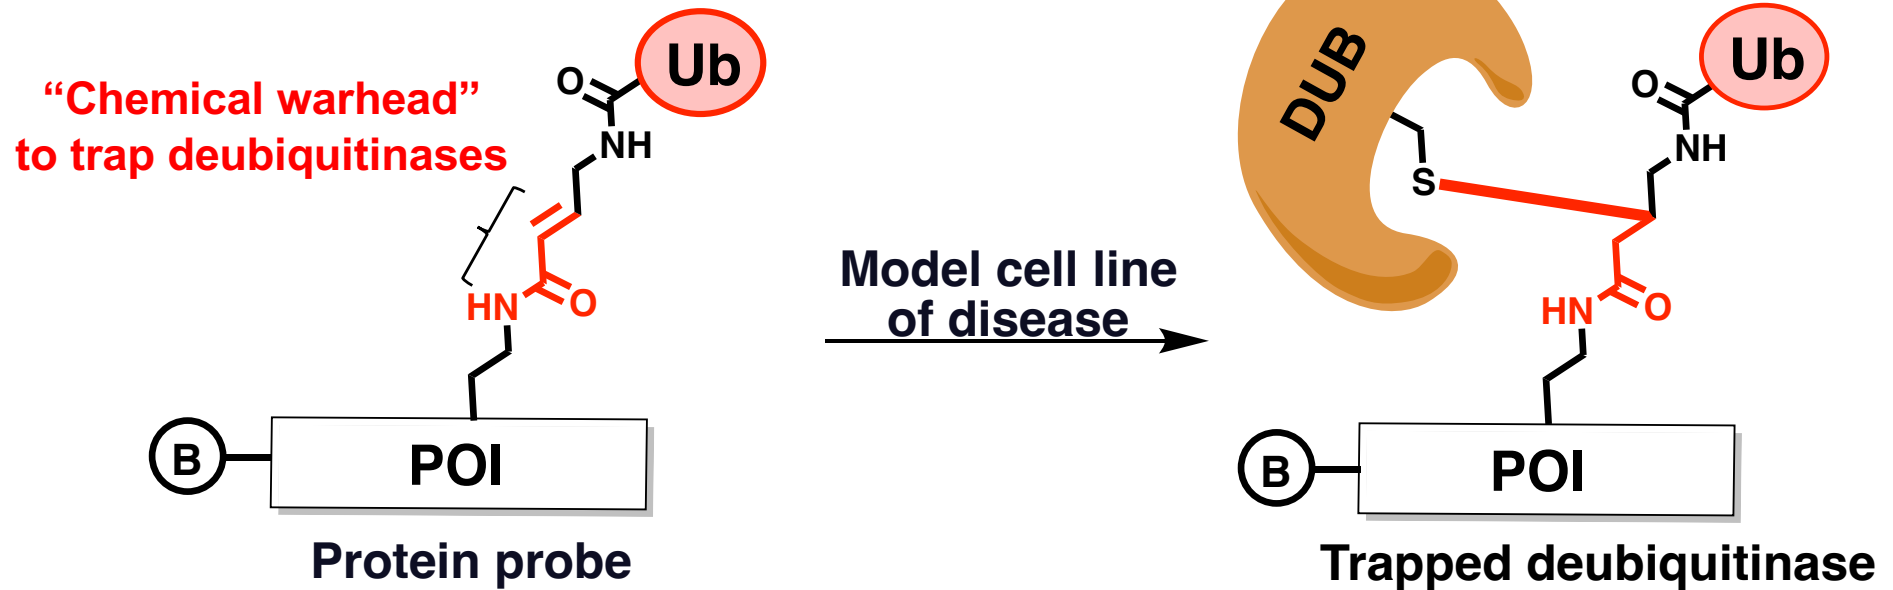 “Chemical warhead”
to trap deubiquitinases
O
Ub
NH
HN
O
B
POI
Protein probe
Model cell line
of disease
DUB
S
O
Ub
NH
HN
O
B
POI
Trapped deubiquitinase